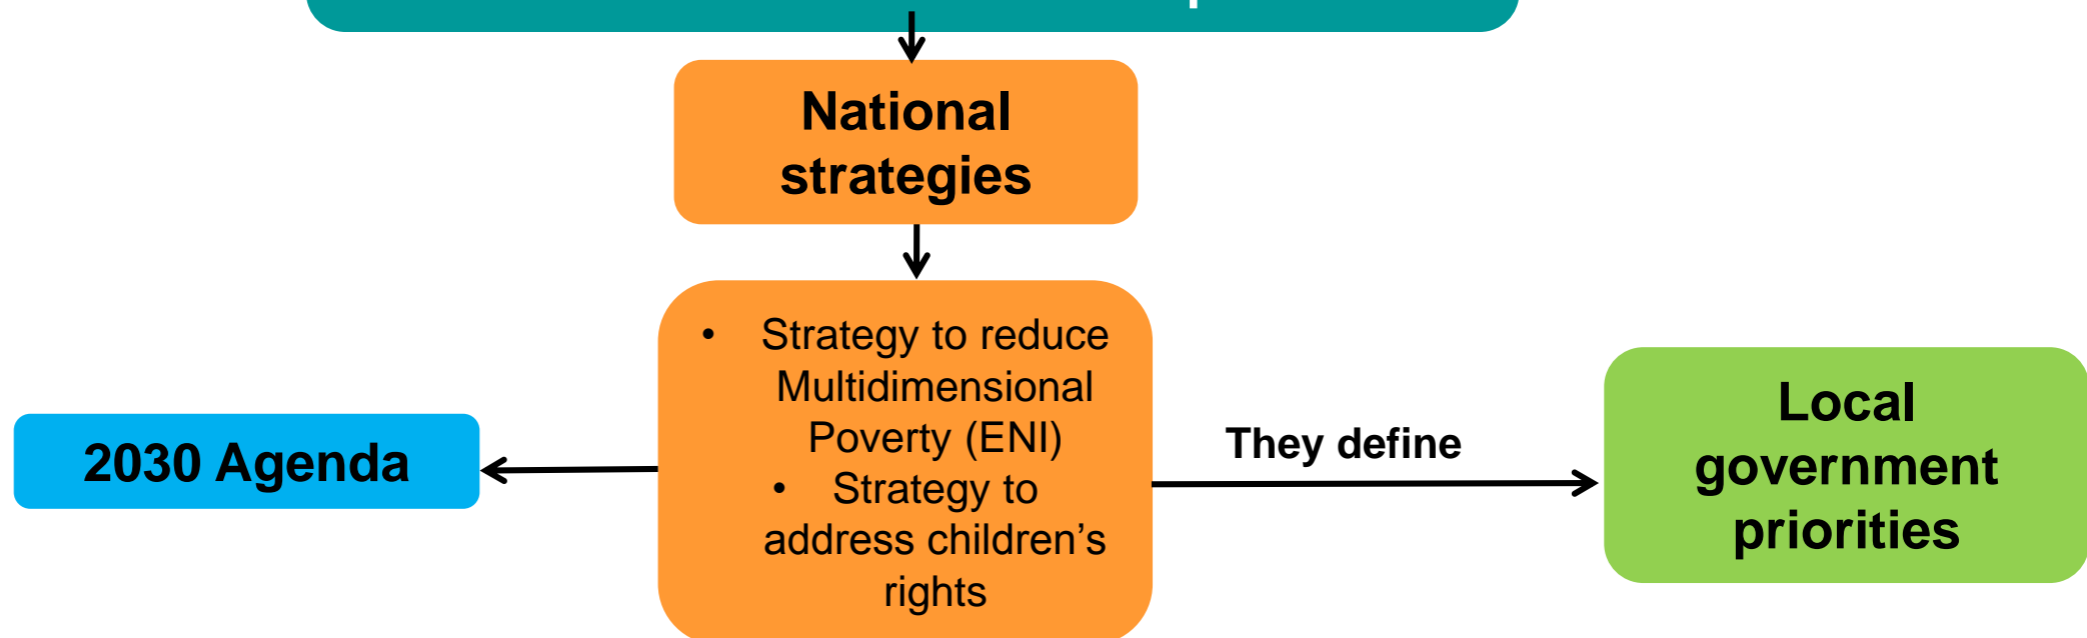 National
strategies
• Strategy to reduce
Multidimensional
Poverty (ENI)
• Strategy to
address children’s
rights
2030 Agenda
They define
Local
government
priorities